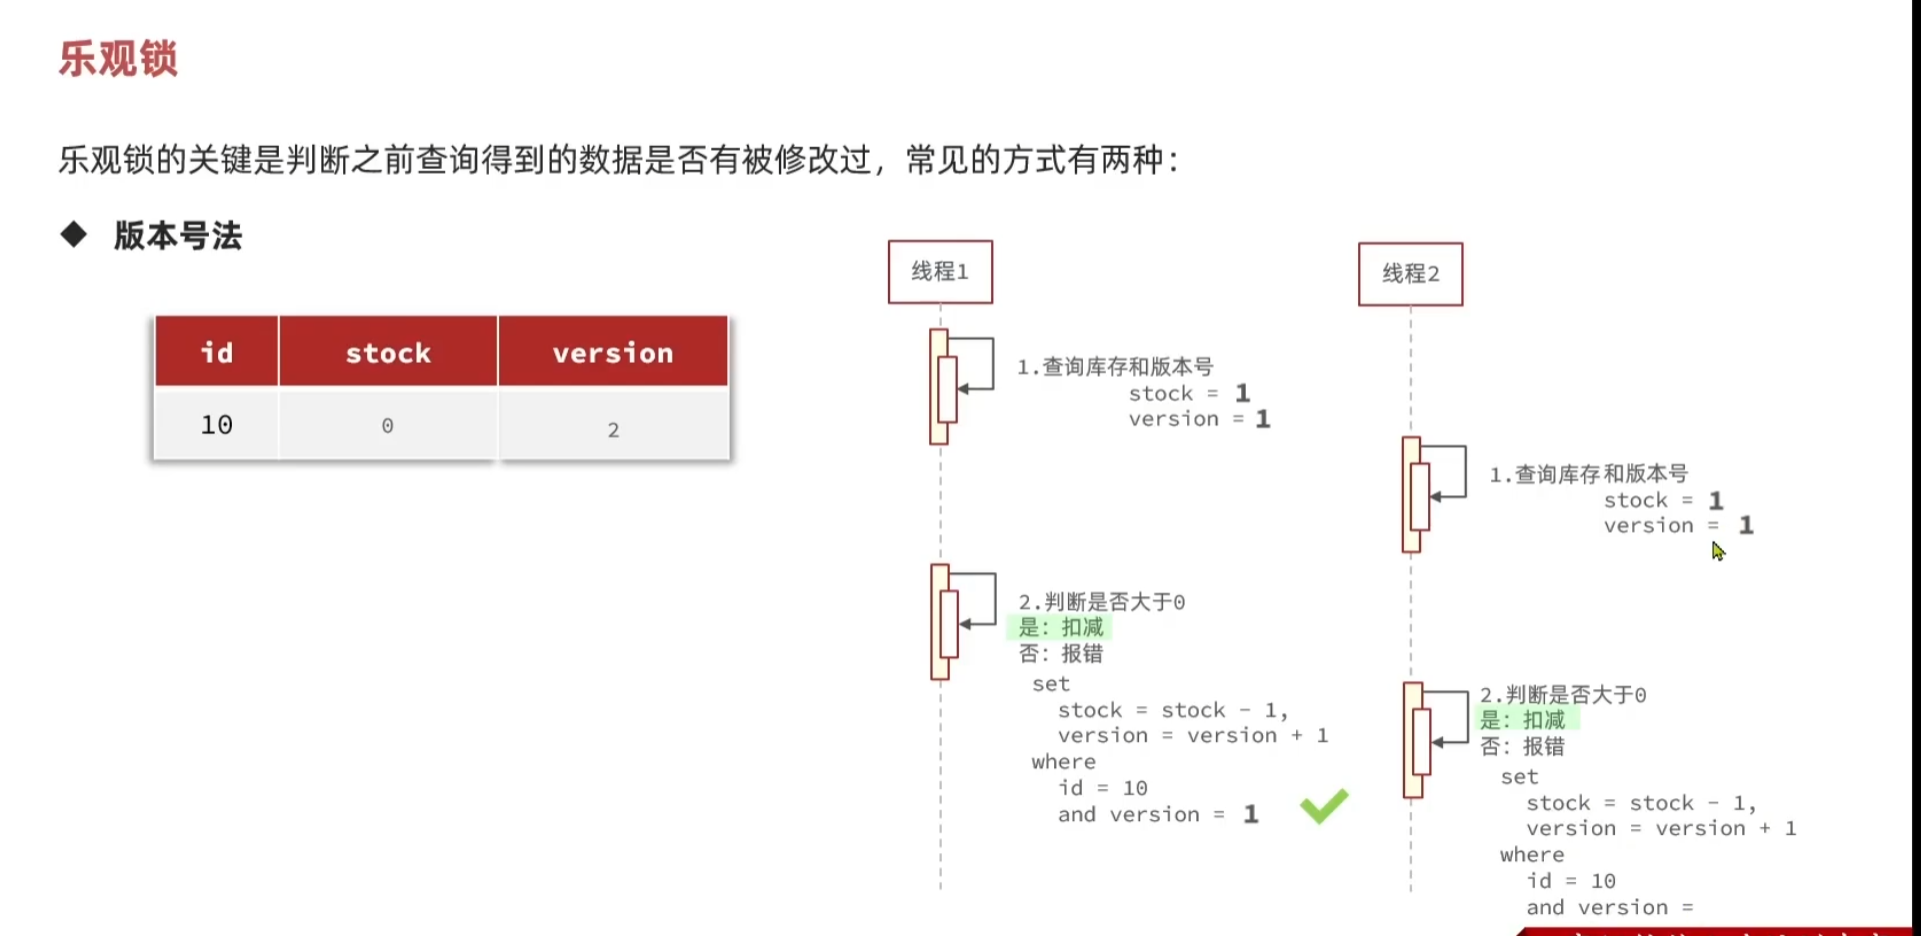 乐观锁
乐观锁的关键是判断之前查询得到的数据是否有被修改过，常见的方式有两种：
◆ 版本号法
id stock version
10 0 2
线程1
1.查询库存和版本号
stock = 1
version = 1
2.判断是否大于0
是：扣减
否：报错
set
stock = stock - 1,
version = version + 1
where
id = 10
and version = 1
线程2
1.查询库存和版本号
stock = 1
version = 1
2.判断是否大于0
是：扣减
否：报错
set
stock = stock - 1,
version = version + 1
where
id = 10
and version =